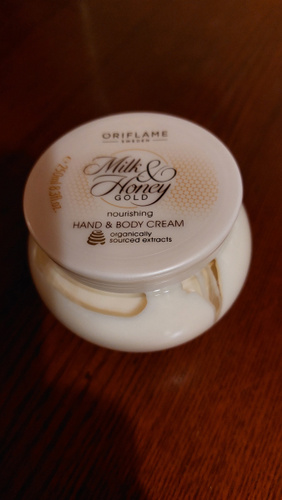 ORIFLAME
SWEDEN
Milk &
Honey
GOLD
nourishing
HAND & BODY CREAM
organically
sourced extracts